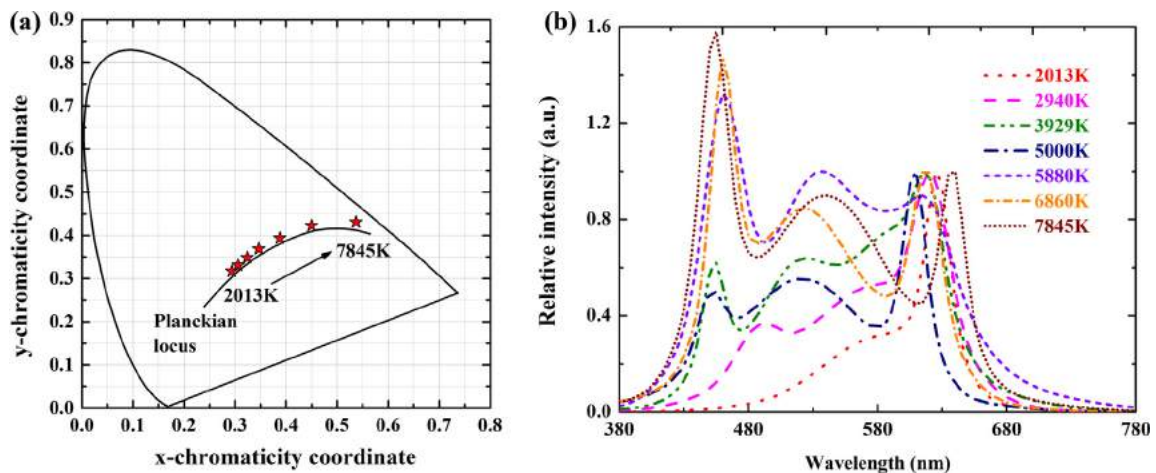 (a)
0.9
0.8
0.7
0.6
0.5
0.4
0.3
0.2
0.1
0.0
y-chromaticity coordinate
7845K
2013K
Planckian
locus
0.0 0.1 0.2 0.3 0.4 0.5 0.6 0.7 0.8
x-chromaticity coordinate
(b)
1.6
1.2
0.8
0.4
0.0
Relative intensity (a.u.)
2013K
2940K
3929K
5000K
5880K
6860K
7845K
380 480 580 680 780
Wavelength (nm)